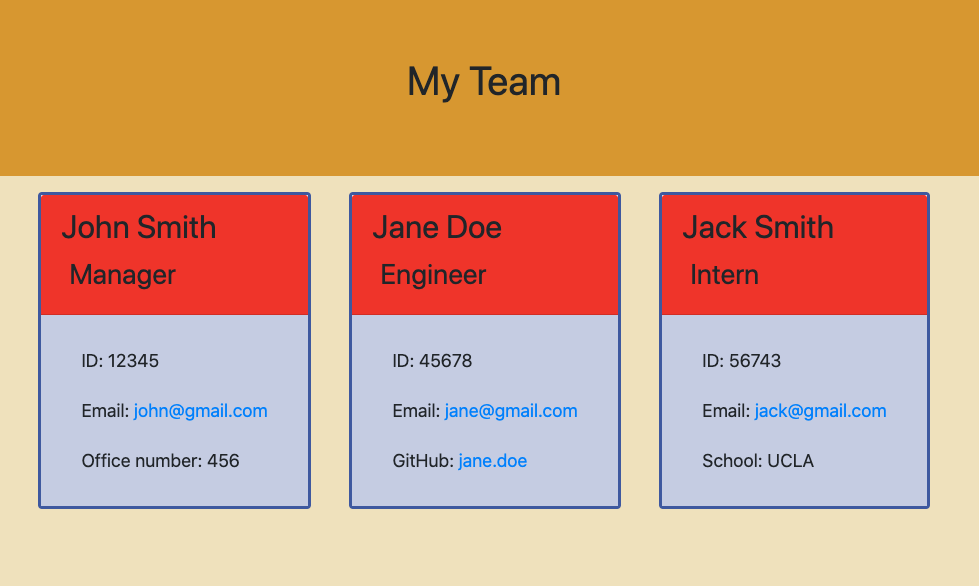 My Team
John Smith
Manager
ID: 12345
Email: john@gmail.com
Office number: 456
Jane Doe
Engineer
ID: 45678
Email: jane@gmail.com
GitHub: jane.doe
Jack Smith
Intern
ID: 56743
Email: jack@gmail.com
School: UCLA